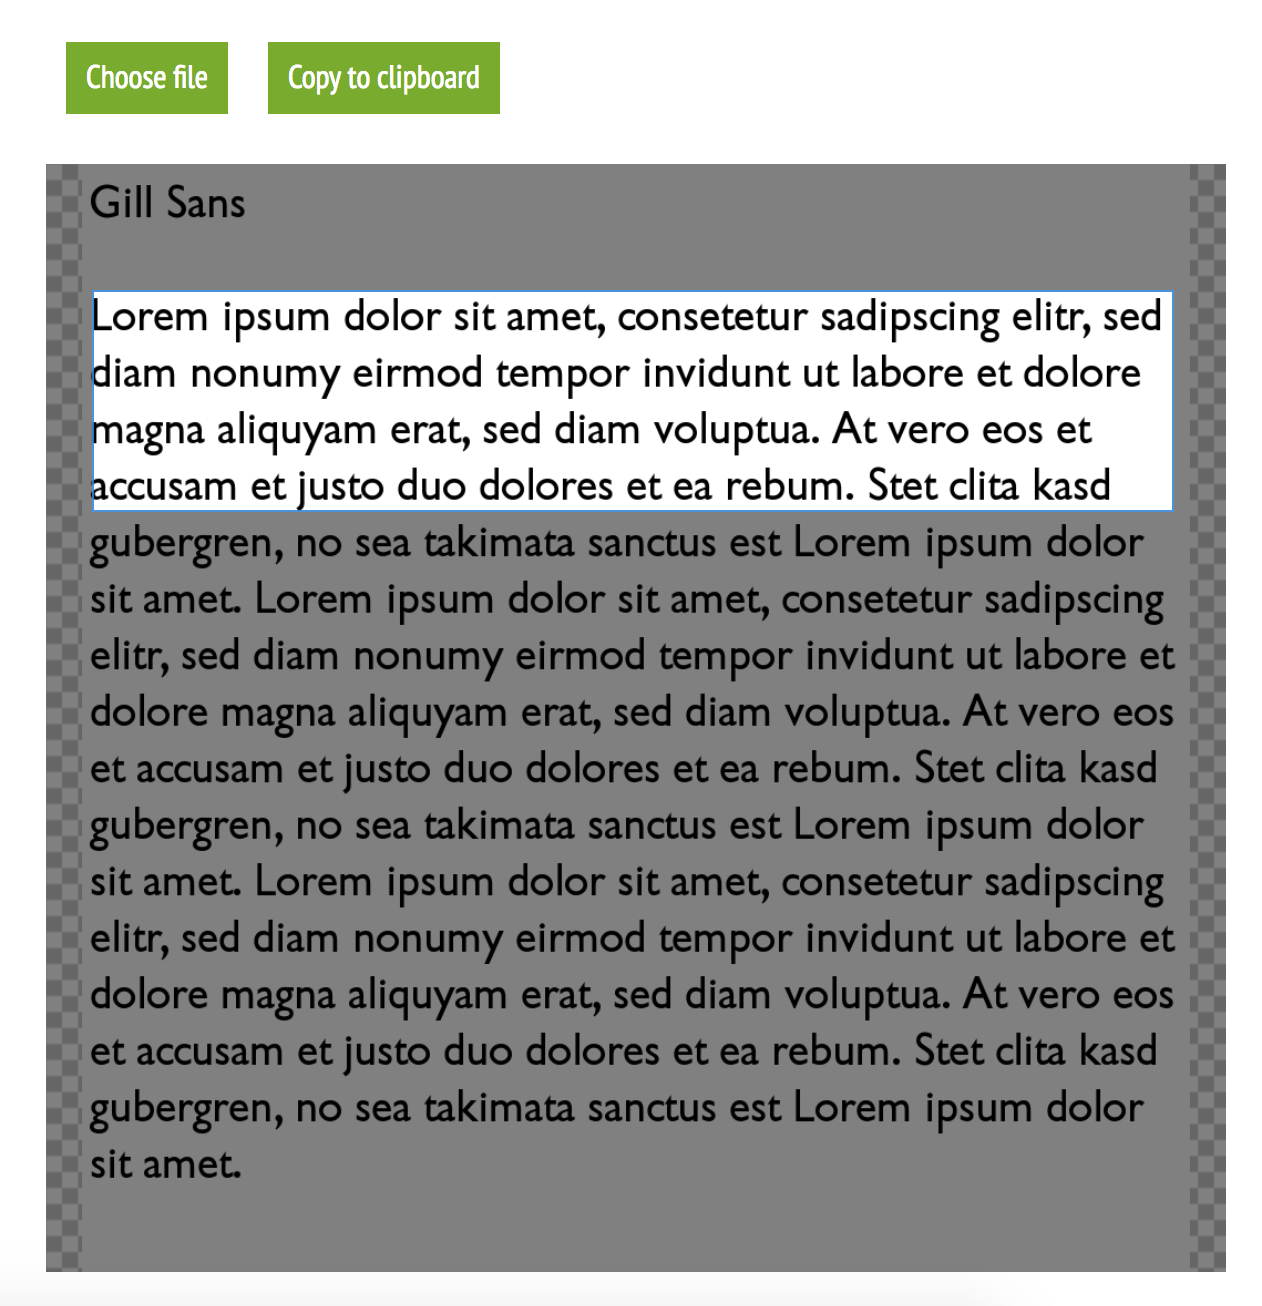 Choose file
Copy to clipboard
Gill Sans
Lorem ipsum dolor sit amet, consetetur sadipscing elitr, sed
diam nonumy eirmod tempor invidunt ut labore et dolore
magna aliquyam erat, sed diam voluptua. At vero eos et
accusam et justo duo dolores et ea rebum. Stet clita kasd
gubergren, no sea takimata sanctus est Lorem ipsum dolor
sit amet. Lorem ipsum dolor sit amet, consetetur sadipscing
elitr, sed diam nonumy eirmod tempor invidunt ut labore et
dolore magna aliquyam erat, sed diam voluptua. At vero eos
et accusam et justo duo dolores et ea rebum. Stet clita kasd
gubergren, no sea takimata sanctus est Lorem ipsum dolor
sit amet. Lorem ipsum dolor sit amet, consetetur sadipscing
elitr, sed diam nonumy eirmod tempor invidunt ut labore et
dolore magna aliquyam erat, sed diam voluptua. At vero eos
et accusam et justo duo dolores et ea rebum. Stet clita kasd
gubergren, no sea takimata sanctus est Lorem ipsum dolor
sit amet.